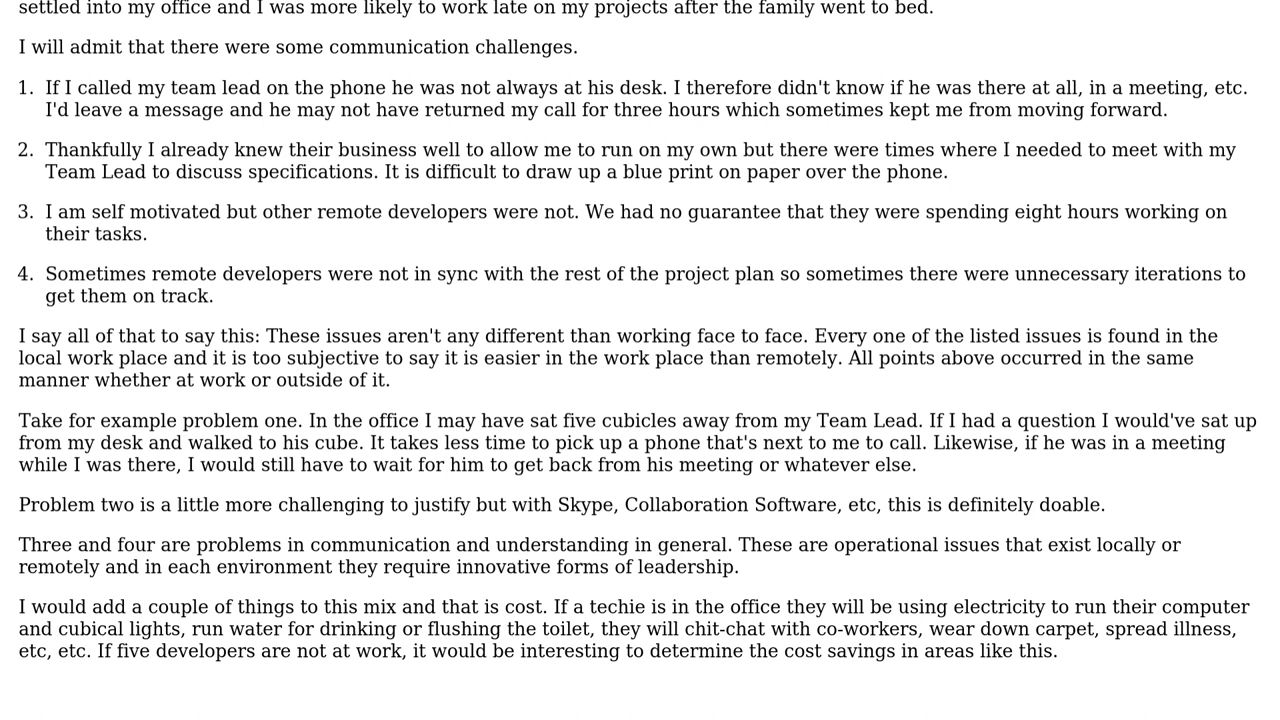 settled into my office and I was more likely to work late on my projects after the family went to bed.
I will admit that there were some communication challenges.
1. If I called my team lead on the phone he was not always at his desk. I therefore didn't know if he was there at all, in a meeting, etc.
I'd leave a message and he may not have returned my call for three hours which sometimes kept me from moving forward.
2. Thankfully I already knew their business well to allow me to run on my own but there were times where I needed to meet with my
Team Lead to discuss specifications. It is difficult to draw up a blue print on paper over the phone.
3. I am self motivated but other remote developers were not. We had no guarantee that they were spending eight hours working on
their tasks.
4. Sometimes remote developers were not in sync with the rest of the project plan so sometimes there were unnecessary iterations to
get them on track.
I say all of that to say this: These issues aren't any different than working face to face. Every one of the listed issues is found in the
local work place and it is too subjective to say it is easier in the work place than remotely. All points above occurred in the same
manner whether at work or outside of it.
Take for example problem one. In the office I may have sat five cubicles away from my Team Lead. If I had a question I would've sat up
from my desk and walked to his cube. It takes less time to pick up a phone that's next to me to call. Likewise, if he was in a meeting
while I was there, I would still have to wait for him to get back from his meeting or whatever else.
Problem two is a little more challenging to justify but with Skype, Collaboration Software, etc, this is definitely doable.
Three and four are problems in communication and understanding in general. These are operational issues that exist locally or
remotely and in each environment they require innovative forms of leadership.
I would add a couple of things to this mix and that is cost. If a techie is in the office they will be using electricity to run their computer
and cubical lights, run water for drinking or flushing the toilet, they will chit-chat with co-workers, wear down carpet, spread illness,
etc, etc. If five developers are not at work, it would be interesting to determine the cost savings in areas like this.